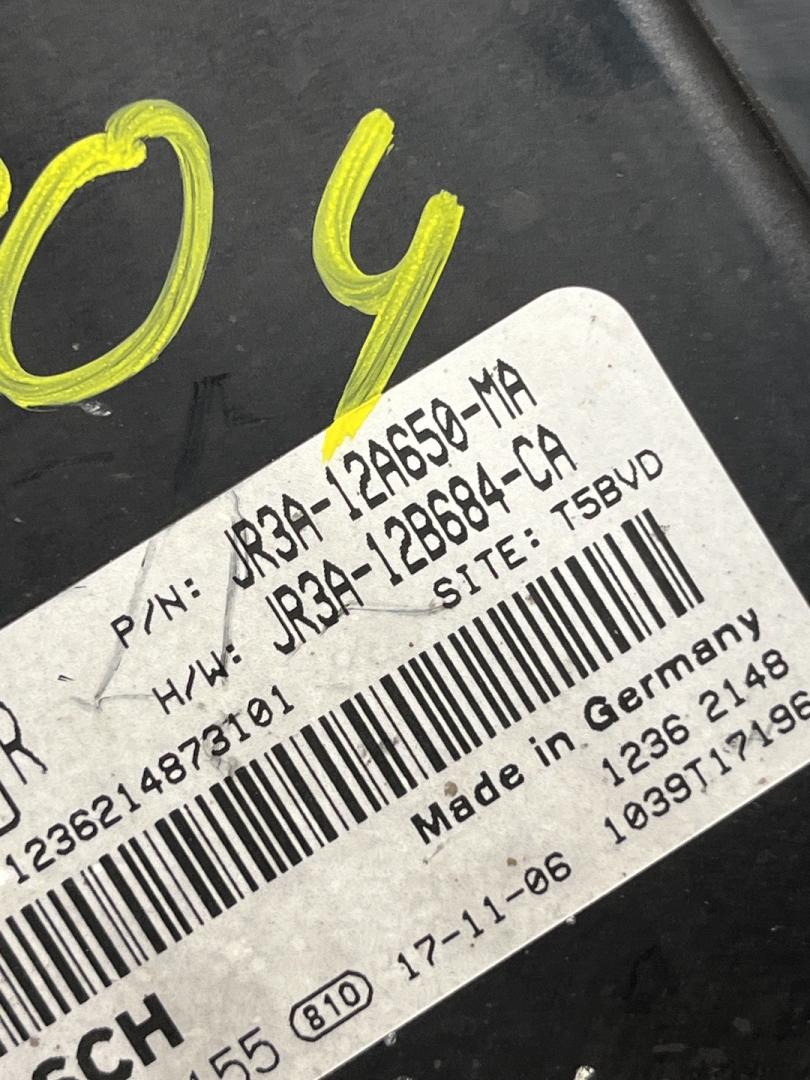 04
P/N: JR3A-12A650-MA
H/W: JR3A-12B684-CA
SITE: T5BVD
1236214873101
Made in Germany
1236 2148
1039T17196
17-11-06
810
155
SCH